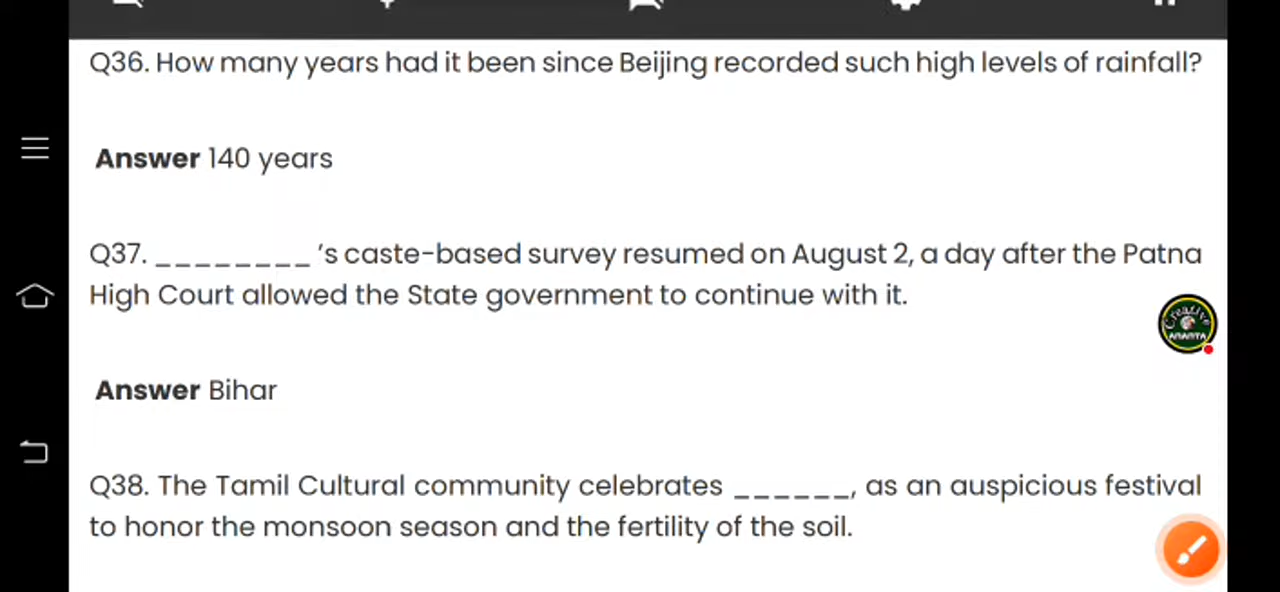 Q36. How many years had it been since Beijing recorded such high levels of rainfall?
Answer 140 years
Q37. ________'s caste-based survey resumed on August 2, a day after the Patna
High Court allowed the State government to continue with it.
Creative
ANANTA
Answer Bihar
Q38. The Tamil Cultural community celebrates ______, as an auspicious festival
to honor the monsoon season and the fertility of the soil.